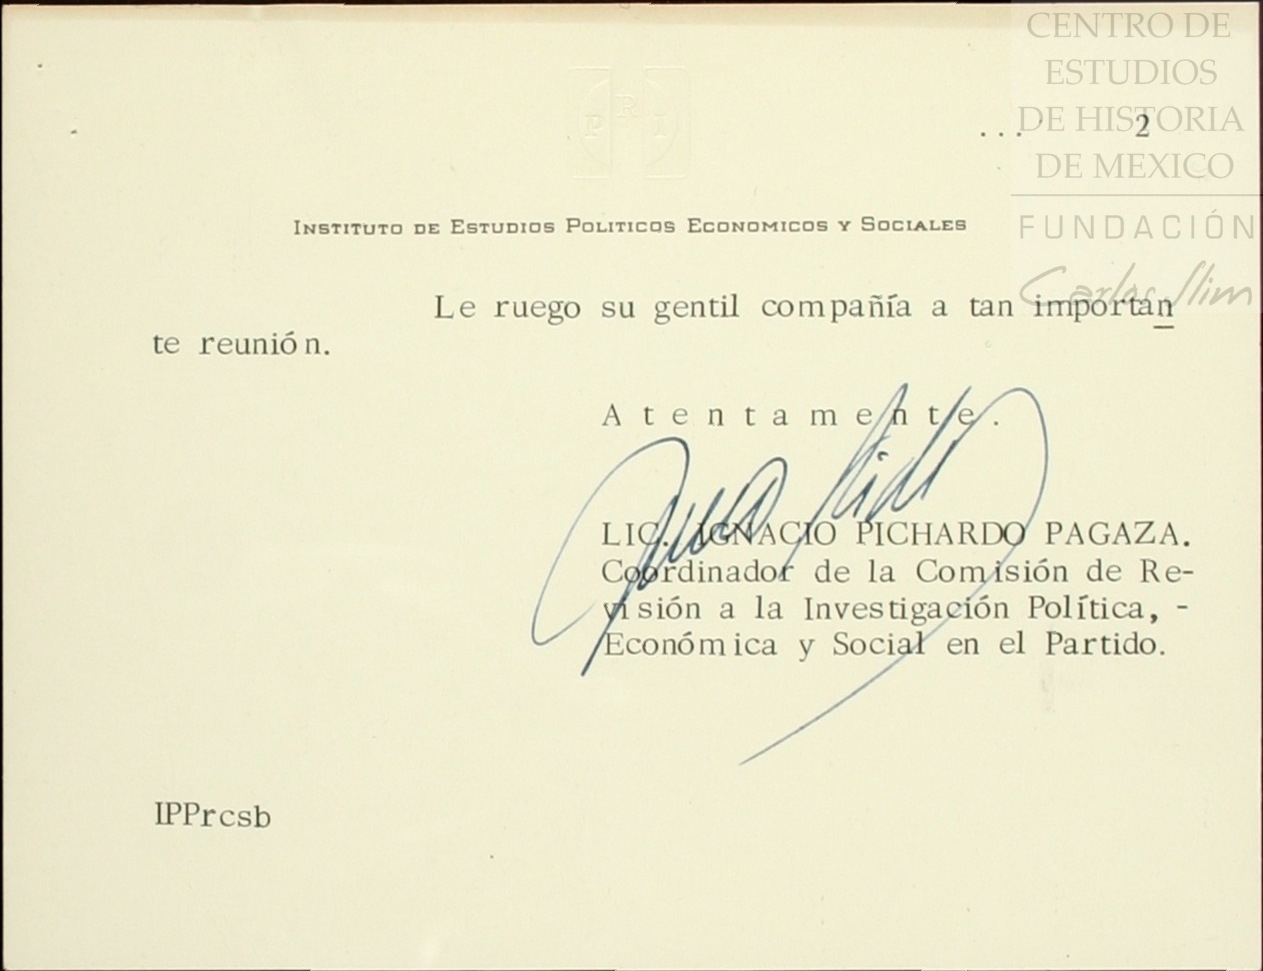 CENTRO DE
ESTUDIOS
DE HISTORIA
DE MEXICO
FUNDACIÓN
Carlos Slim
PRI
... 2
INSTITUTO DE ESTUDIOS POLITICOS ECONOMICOS Y SOCIALES
Le ruego su gentil compañía a tan importan
te reunión.
Atentamente.
LIC. IGNACIO PICHARDO PAGAZA.
Coordinador de la Comisión de Re-
visión a la Investigación Política, -
Económica y Social en el Partido.
IPPrcsb